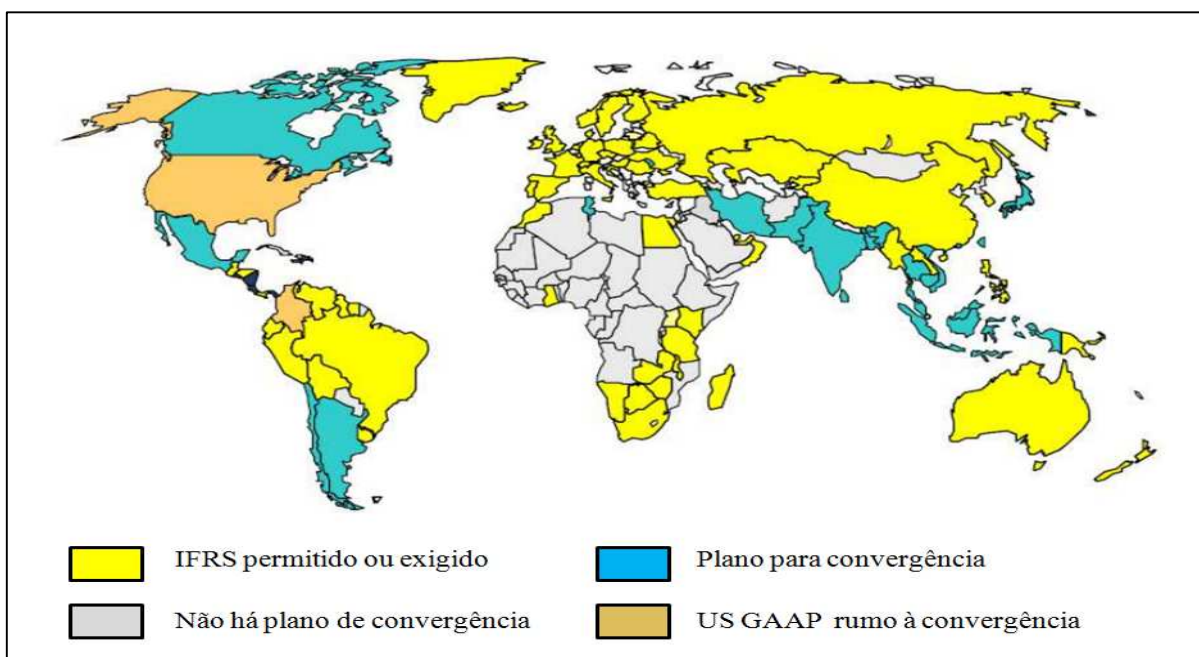 IFRS permitido ou exigido
Plano para convergência
Não há plano de convergência
US GAAP rumo à convergência